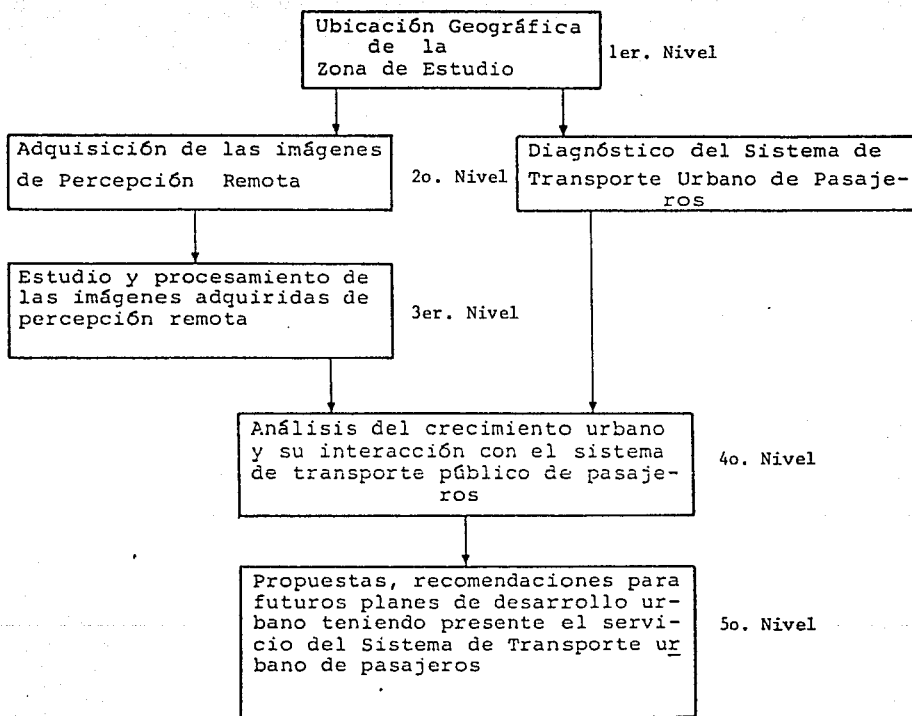 Ubicación Geográfica
de la
Zona de Estudio
1er. Nivel
Adquisición de las imágenes
de Percepción Remota
2o. Nivel
Diagnóstico del Sistema de
Transporte Urbano de Pasaje-
ros
Estudio y procesamiento de
las imágenes adquiridas de
percepción remota
3er. Nivel
Análisis del crecimiento urbano
y su interacción con el sistema
de transporte público de pasaje-
ros
4o. Nivel
Propuestas, recomendaciones para
futuros planes de desarrollo ur-
bano teniendo presente el servi-
cio del Sistema de Transporte ur
bano de pasajeros
5o. Nivel